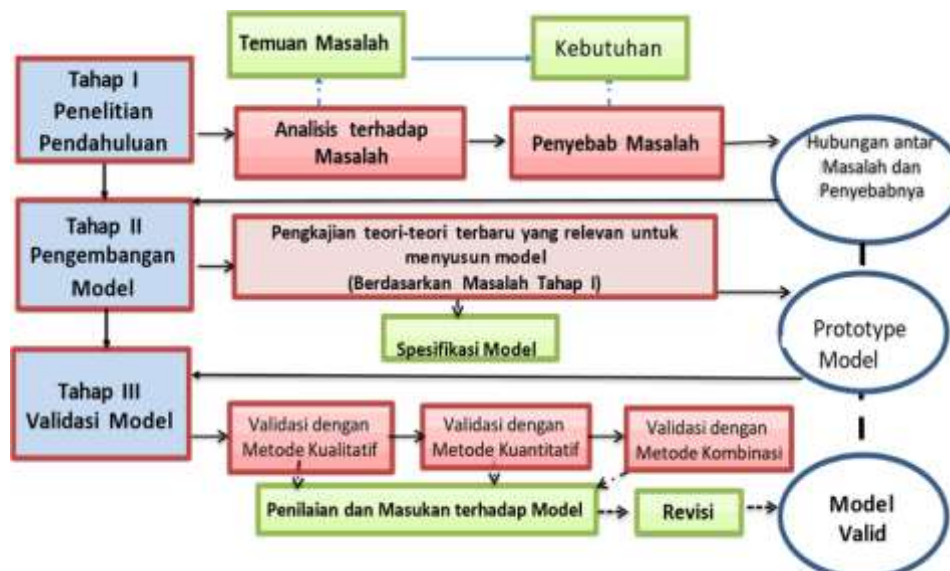 Temuan Masalah
Kebutuhan
Tahap I
Penelitian
Pendahuluan
Analisis terhadap
Masalah
Penyebab Masalah
Hubungan antar
Masalah dan
Penyebabnya
Tahap II
Pengembangan
Model
Pengkajian teori-teori terbaru yang relevan untuk
menyusun model
(Berdasarkan Masalah Tahap I)
Spesifikasi Model
Prototype
Model
Tahap III
Validasi Model
Validasi dengan
Metode Kualitatif
Validasi dengan
Metode Kuantitatif
Validasi dengan
Metode Kombinasi
Penilaian dan Masukan terhadap Model
Revisi
Model
Valid